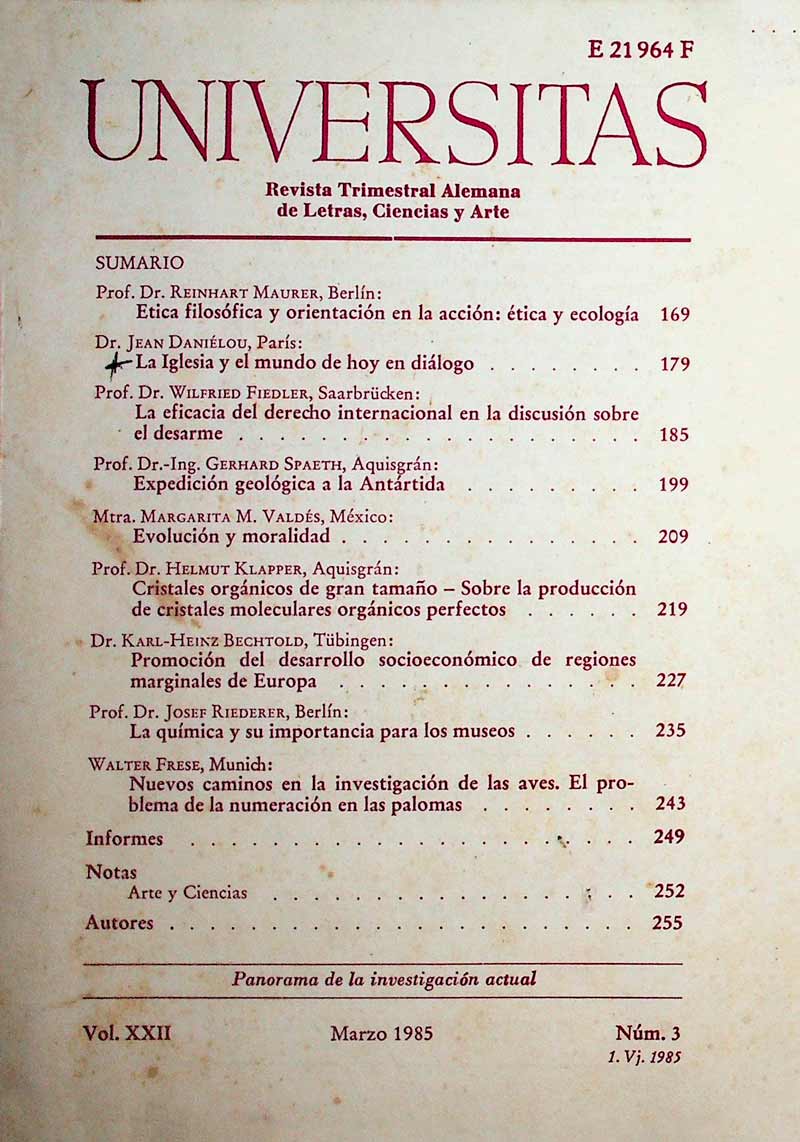 E 21 964 F
UNIVERSITAS
Revista Trimestral Alemana
de Letras, Ciencias y Arte
SUMARIO
Prof. Dr. REINHART MAURER, Berlín:
Etica filosófica y orientación en la acción: ética y ecología 169
Dr. JEAN DANIÉLOU, París:
La Iglesia y el mundo de hoy en diálogo . . . . . . . . 179
Prof. Dr. WILFRIED FIEDLER, Saarbrücken:
La eficacia del derecho internacional en la discusión sobre
el desarme . . . . . . . . . . . . . . . . . . . 185
Prof. Dr.-Ing. GERHARD SPAETH, Aquisgrán:
Expedición geológica a la Antártida . . . . . . . . . 199
Mtra. MARGARITA M. VALDÉS, México:
Evolución y moralidad . . . . . . . . . . . . . . . 209
Prof. Dr. HELMUT KLAPPER, Aquisgrán:
Cristales orgánicos de gran tamaño – Sobre la producción
de cristales moleculares orgánicos perfectos . . . . . . 219
Dr. KARL-HEINZ BECHTOLD, Tübingen:
Promoción del desarrollo socioeconómico de regiones
marginales de Europa . . . . . . . . . . . . . . . 227
Prof. Dr. JOSEF RIEDERER, Berlín:
La química y su importancia para los museos . . . . . . 235
WALTER FRESE, Munich:
Nuevos caminos en la investigación de las aves. El pro-
blema de la numeración en las palomas . . . . . . . . 243
Informes . . . . . . . . . . . . . . . . . . . . . . 249
Notas
Arte y Ciencias . . . . . . . . . . . . . . . . . . 252
Autores . . . . . . . . . . . . . . . . . . . . . . . 255
Panorama de la investigación actual
Vol. XXII Marzo 1985 Núm. 3
1. Vj. 1985